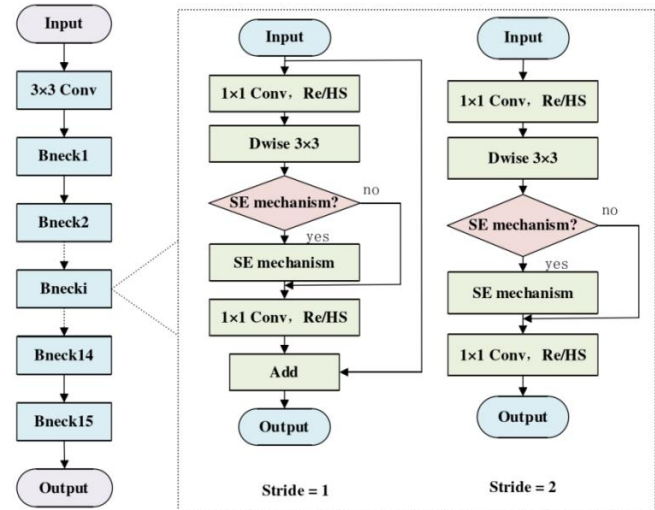 Input
3×3 Conv
Bneck1
Bneck2
Bnecki
Bneck14
Bneck15
Output
Input
1×1 Conv，Re/HS
Dwise 3×3
SE mechanism?
no
yes
SE mechanism
1×1 Conv，Re/HS
Add
Output
Stride = 1
Input
1×1 Conv，Re/HS
Dwise 3×3
SE mechanism?
no
yes
SE mechanism
1×1 Conv，Re/HS
Output
Stride = 2